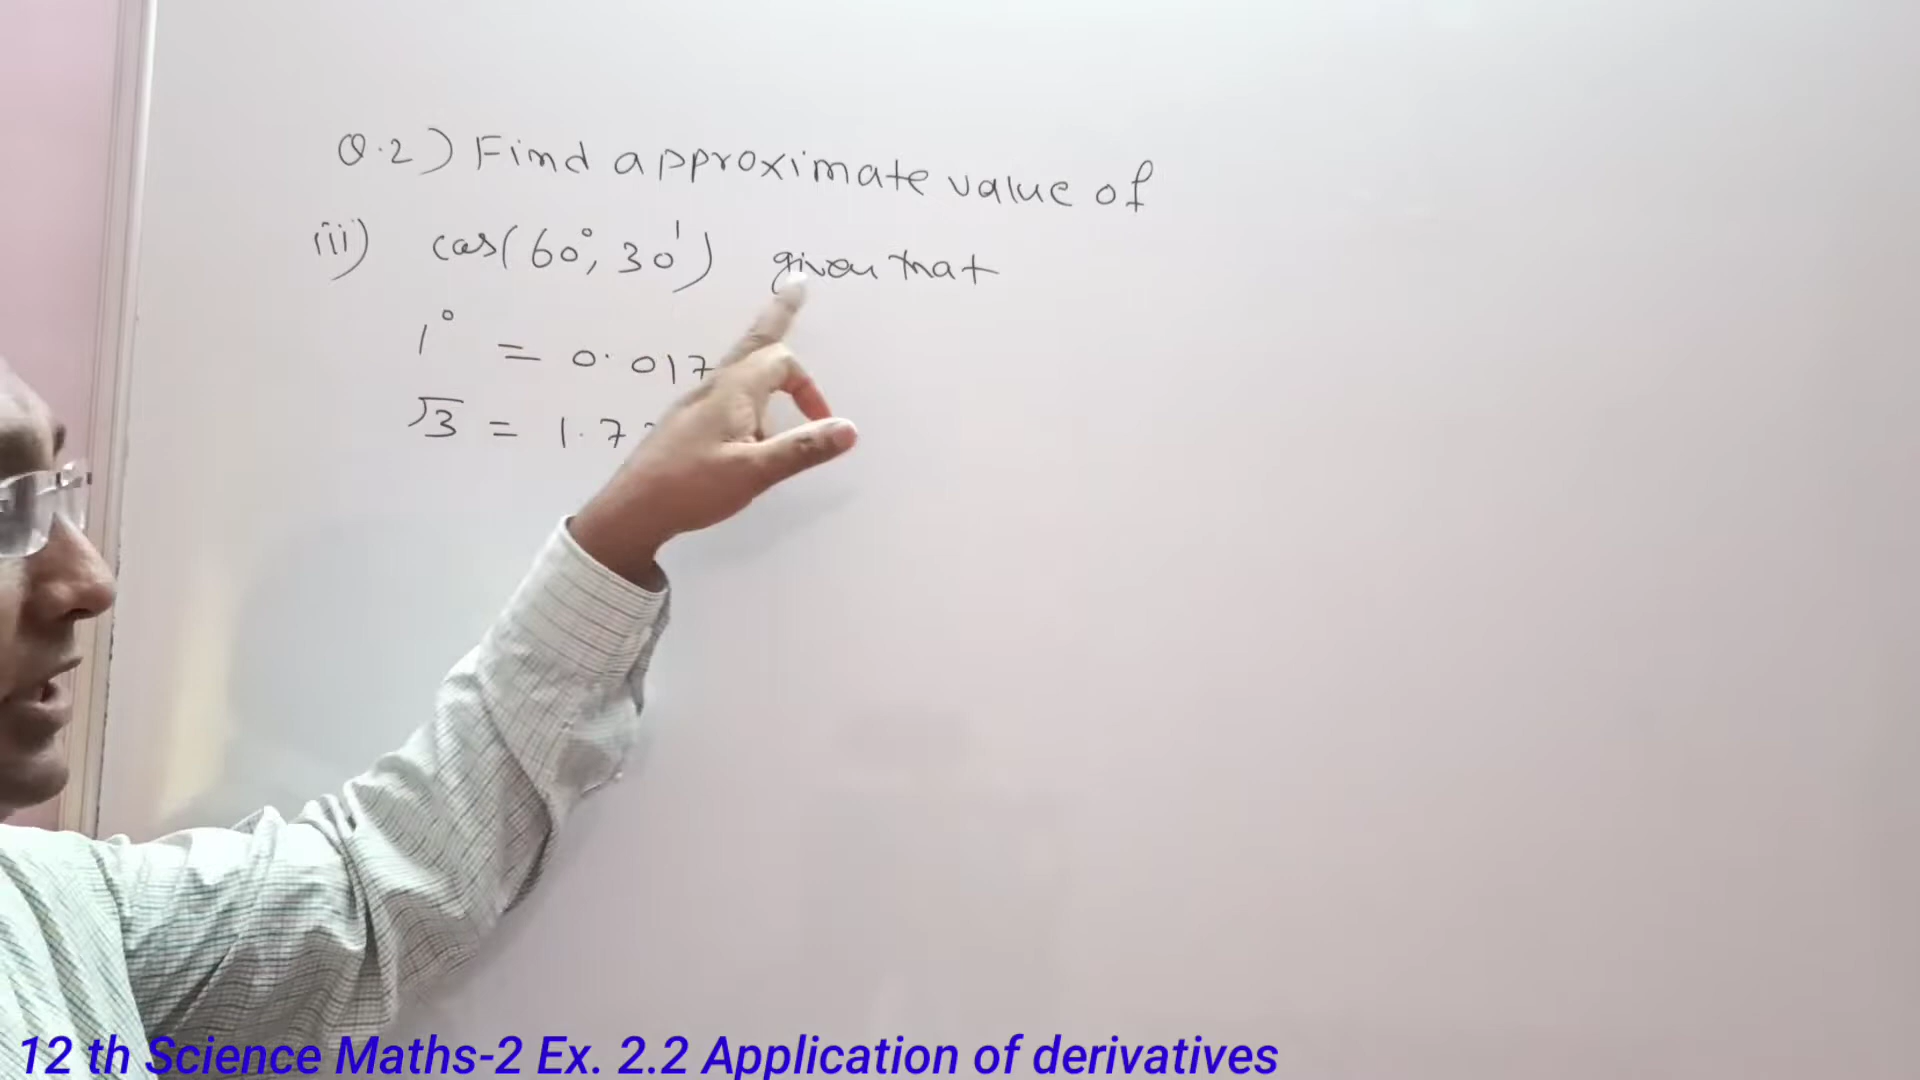 Q.2) Find approximate value of
iii) cos(60°, 30') given that
1° = 0.017
√3 = 1.7
12 th Science Maths-2 Ex. 2.2 Application of derivatives